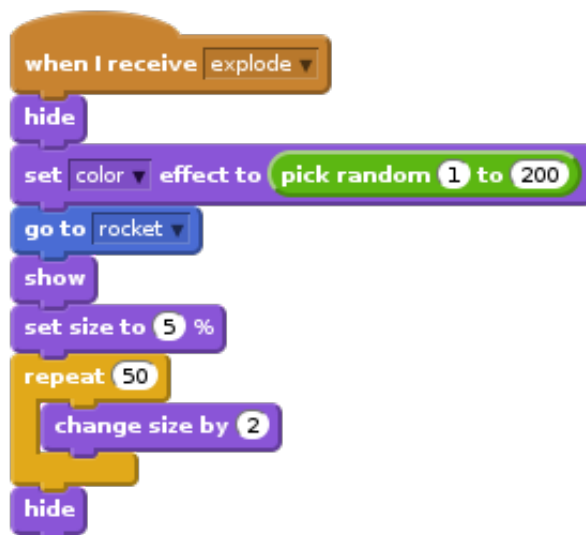 when I receive explode
hide
set color effect to pick random 1 to 200
go to rocket
show
set size to 5 %
repeat 50
change size by 2
hide